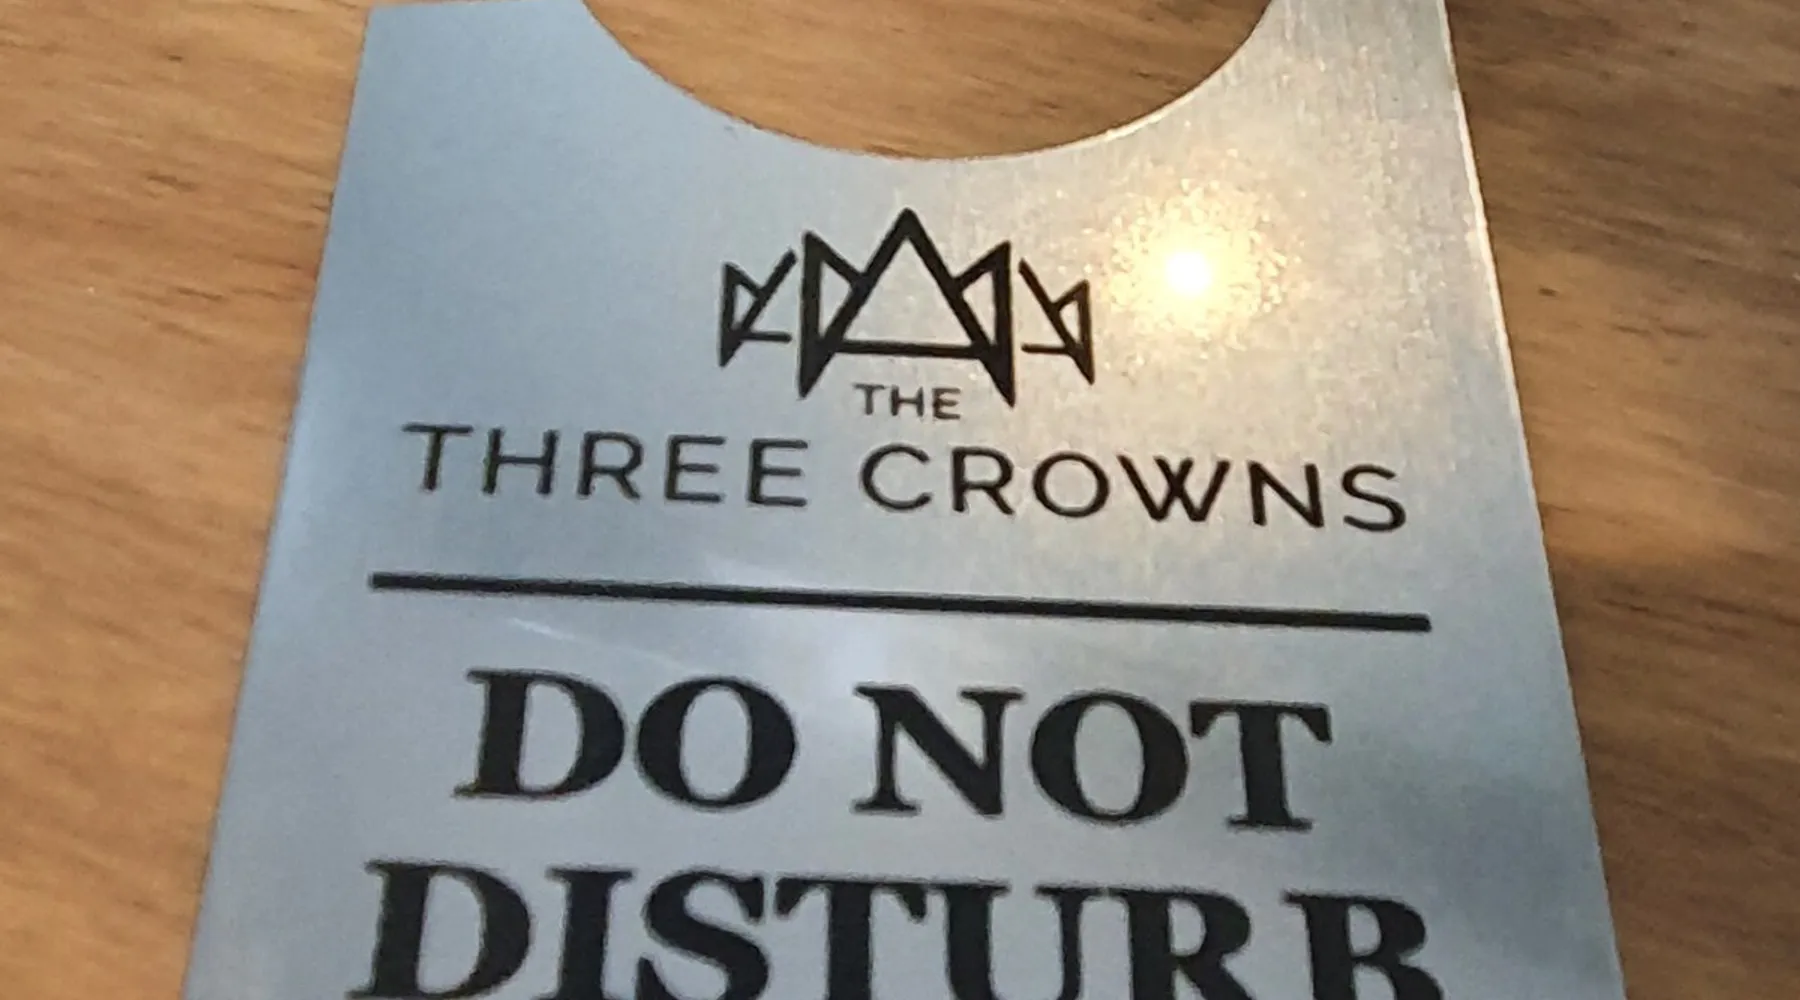 THE
THREE CROWNS
DO NOT
DISTURB